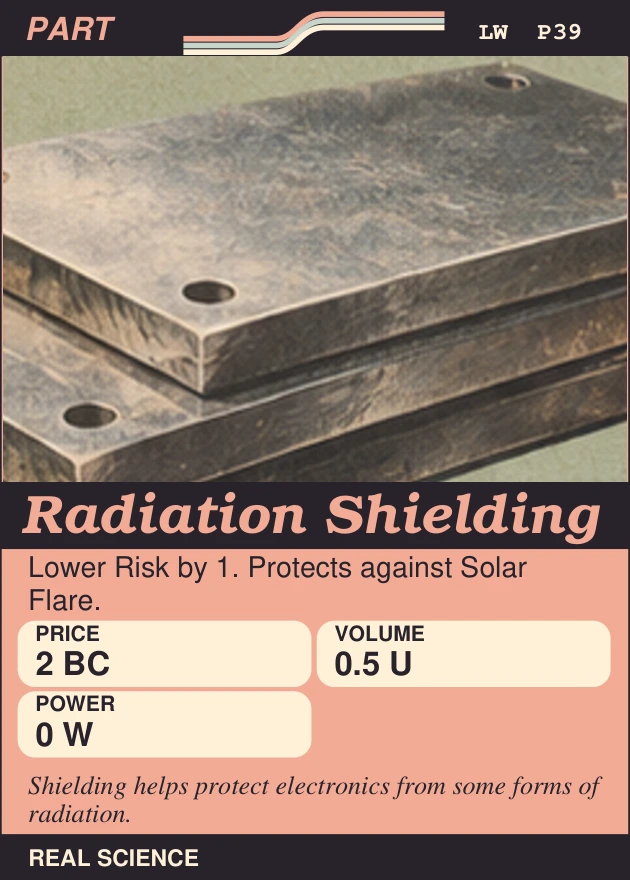 PART
LW P39
Radiation Shielding
Lower Risk by 1. Protects against Solar
Flare.
PRICE
2 BC
VOLUME
0.5 U
POWER
0 W
Shielding helps protect electronics from some forms of
radiation.
REAL SCIENCE